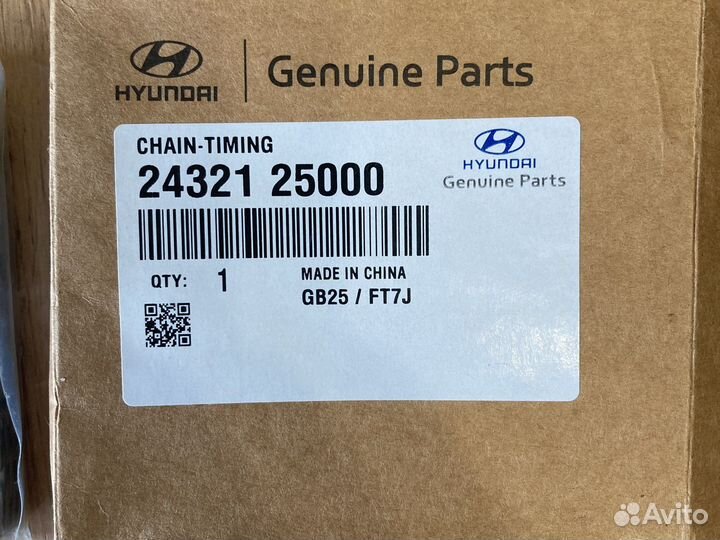 HYUNDAI
Genuine Parts
CHAIN-TIMING
24321 25000
HYUNDAI
Genuine Parts
QTY: 1
MADE IN CHINA
GB25 / FT7J
Avito